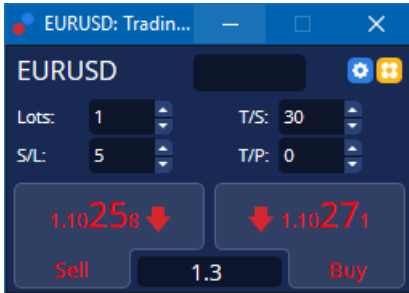 EURUSD: Tradin...
EURUSD
Lots: 1 T/S: 30
S/L: 5 T/P: 0
1.10258 1.10271
Sell 1.3 Buy